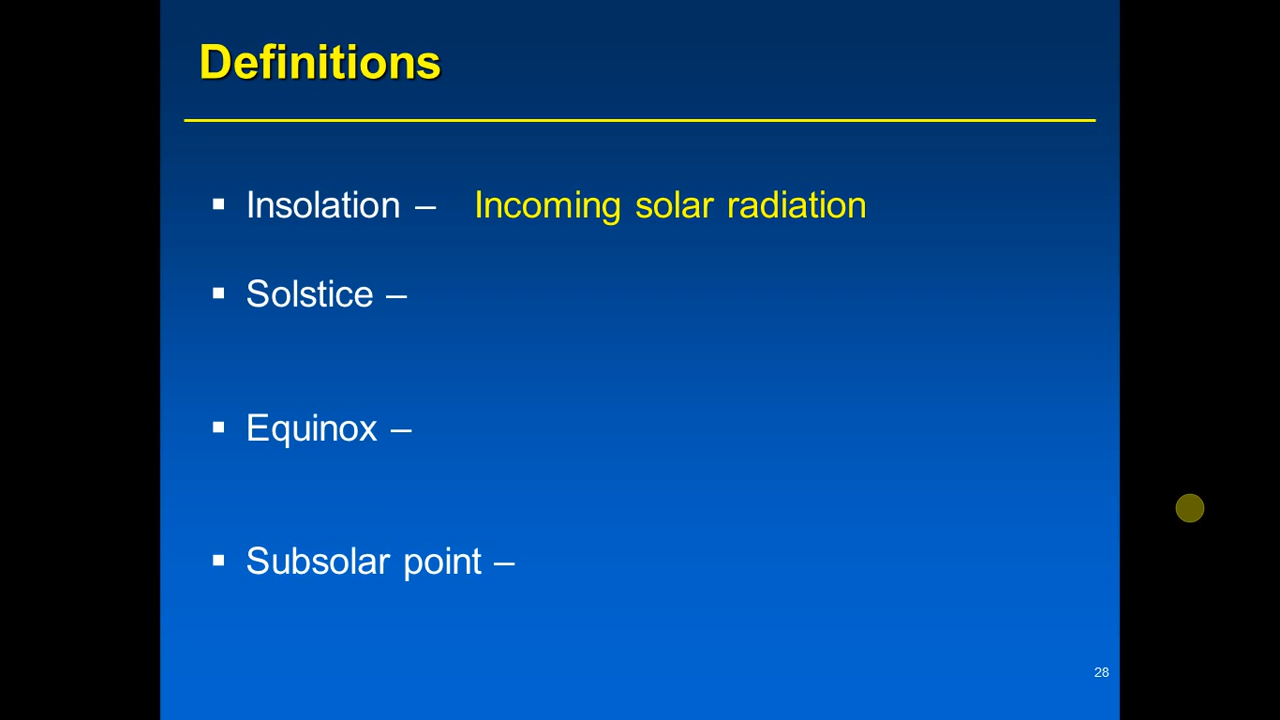 Definitions
▪ Insolation – Incoming solar radiation
▪ Solstice –
▪ Equinox –
▪ Subsolar point –
28